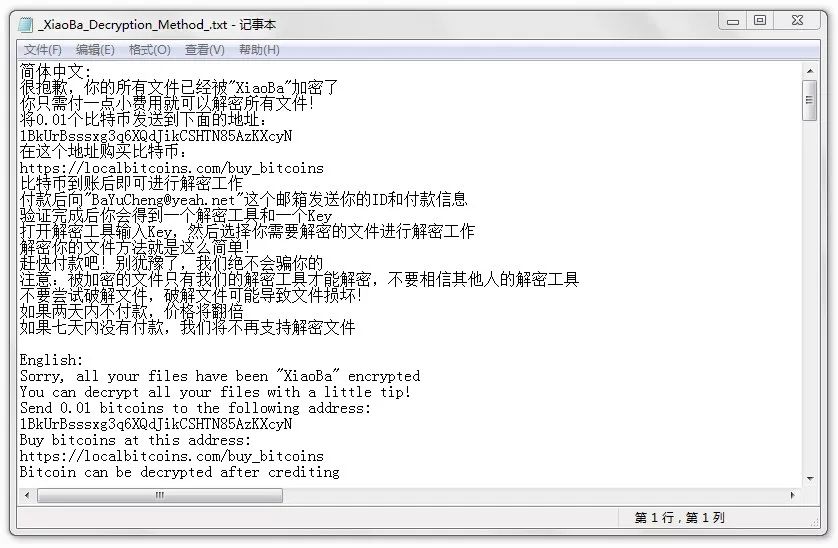 _XiaoBa_Decryption_Method_.txt - 记事本
文件(F) 编辑(E) 格式(O) 查看(V) 帮助(H)
简体中文:
很抱歉，你的所有文件已经被"XiaoBa"加密了
你只需付一点小费用就可以解密所有文件!
将0.01个比特币发送到下面的地址:
1BkUrBsssxg3q6XQdJikCSHTN85AzKXcyN
在这个地址购买比特币:
https://localbitcoins.com/buy_bitcoins
比特币到账后即可进行解密工作
付款后向"BaYuCheng@yeah.net"这个邮箱发送你的ID和付款信息
验证完成后你会得到一个解密工具和一个Key
打开解密工具输入Key，然后选择你需要解密的文件进行解密工作
解密你的文件方法就是这么简单!
赶快付款吧! 别犹豫了，我们绝不会骗你的
注意: 被加密的文件只有我们的解密工具才能解密，不要相信其他人的解密工具
不要尝试破解文件，破解文件可能导致文件损坏!
如果两天内不付款，价格将翻倍
如果七天内没有付款，我们将不再支持解密文件
English:
Sorry, all your files have been "XiaoBa" encrypted
You can decrypt all your files with a little tip!
Send 0.01 bitcoins to the following address:
1BkUrBsssxg3q6XQdJikCSHTN85AzKXcyN
Buy bitcoins at this address:
https://localbitcoins.com/buy_bitcoins
Bitcoin can be decrypted after crediting
第 1 行，第 1 列